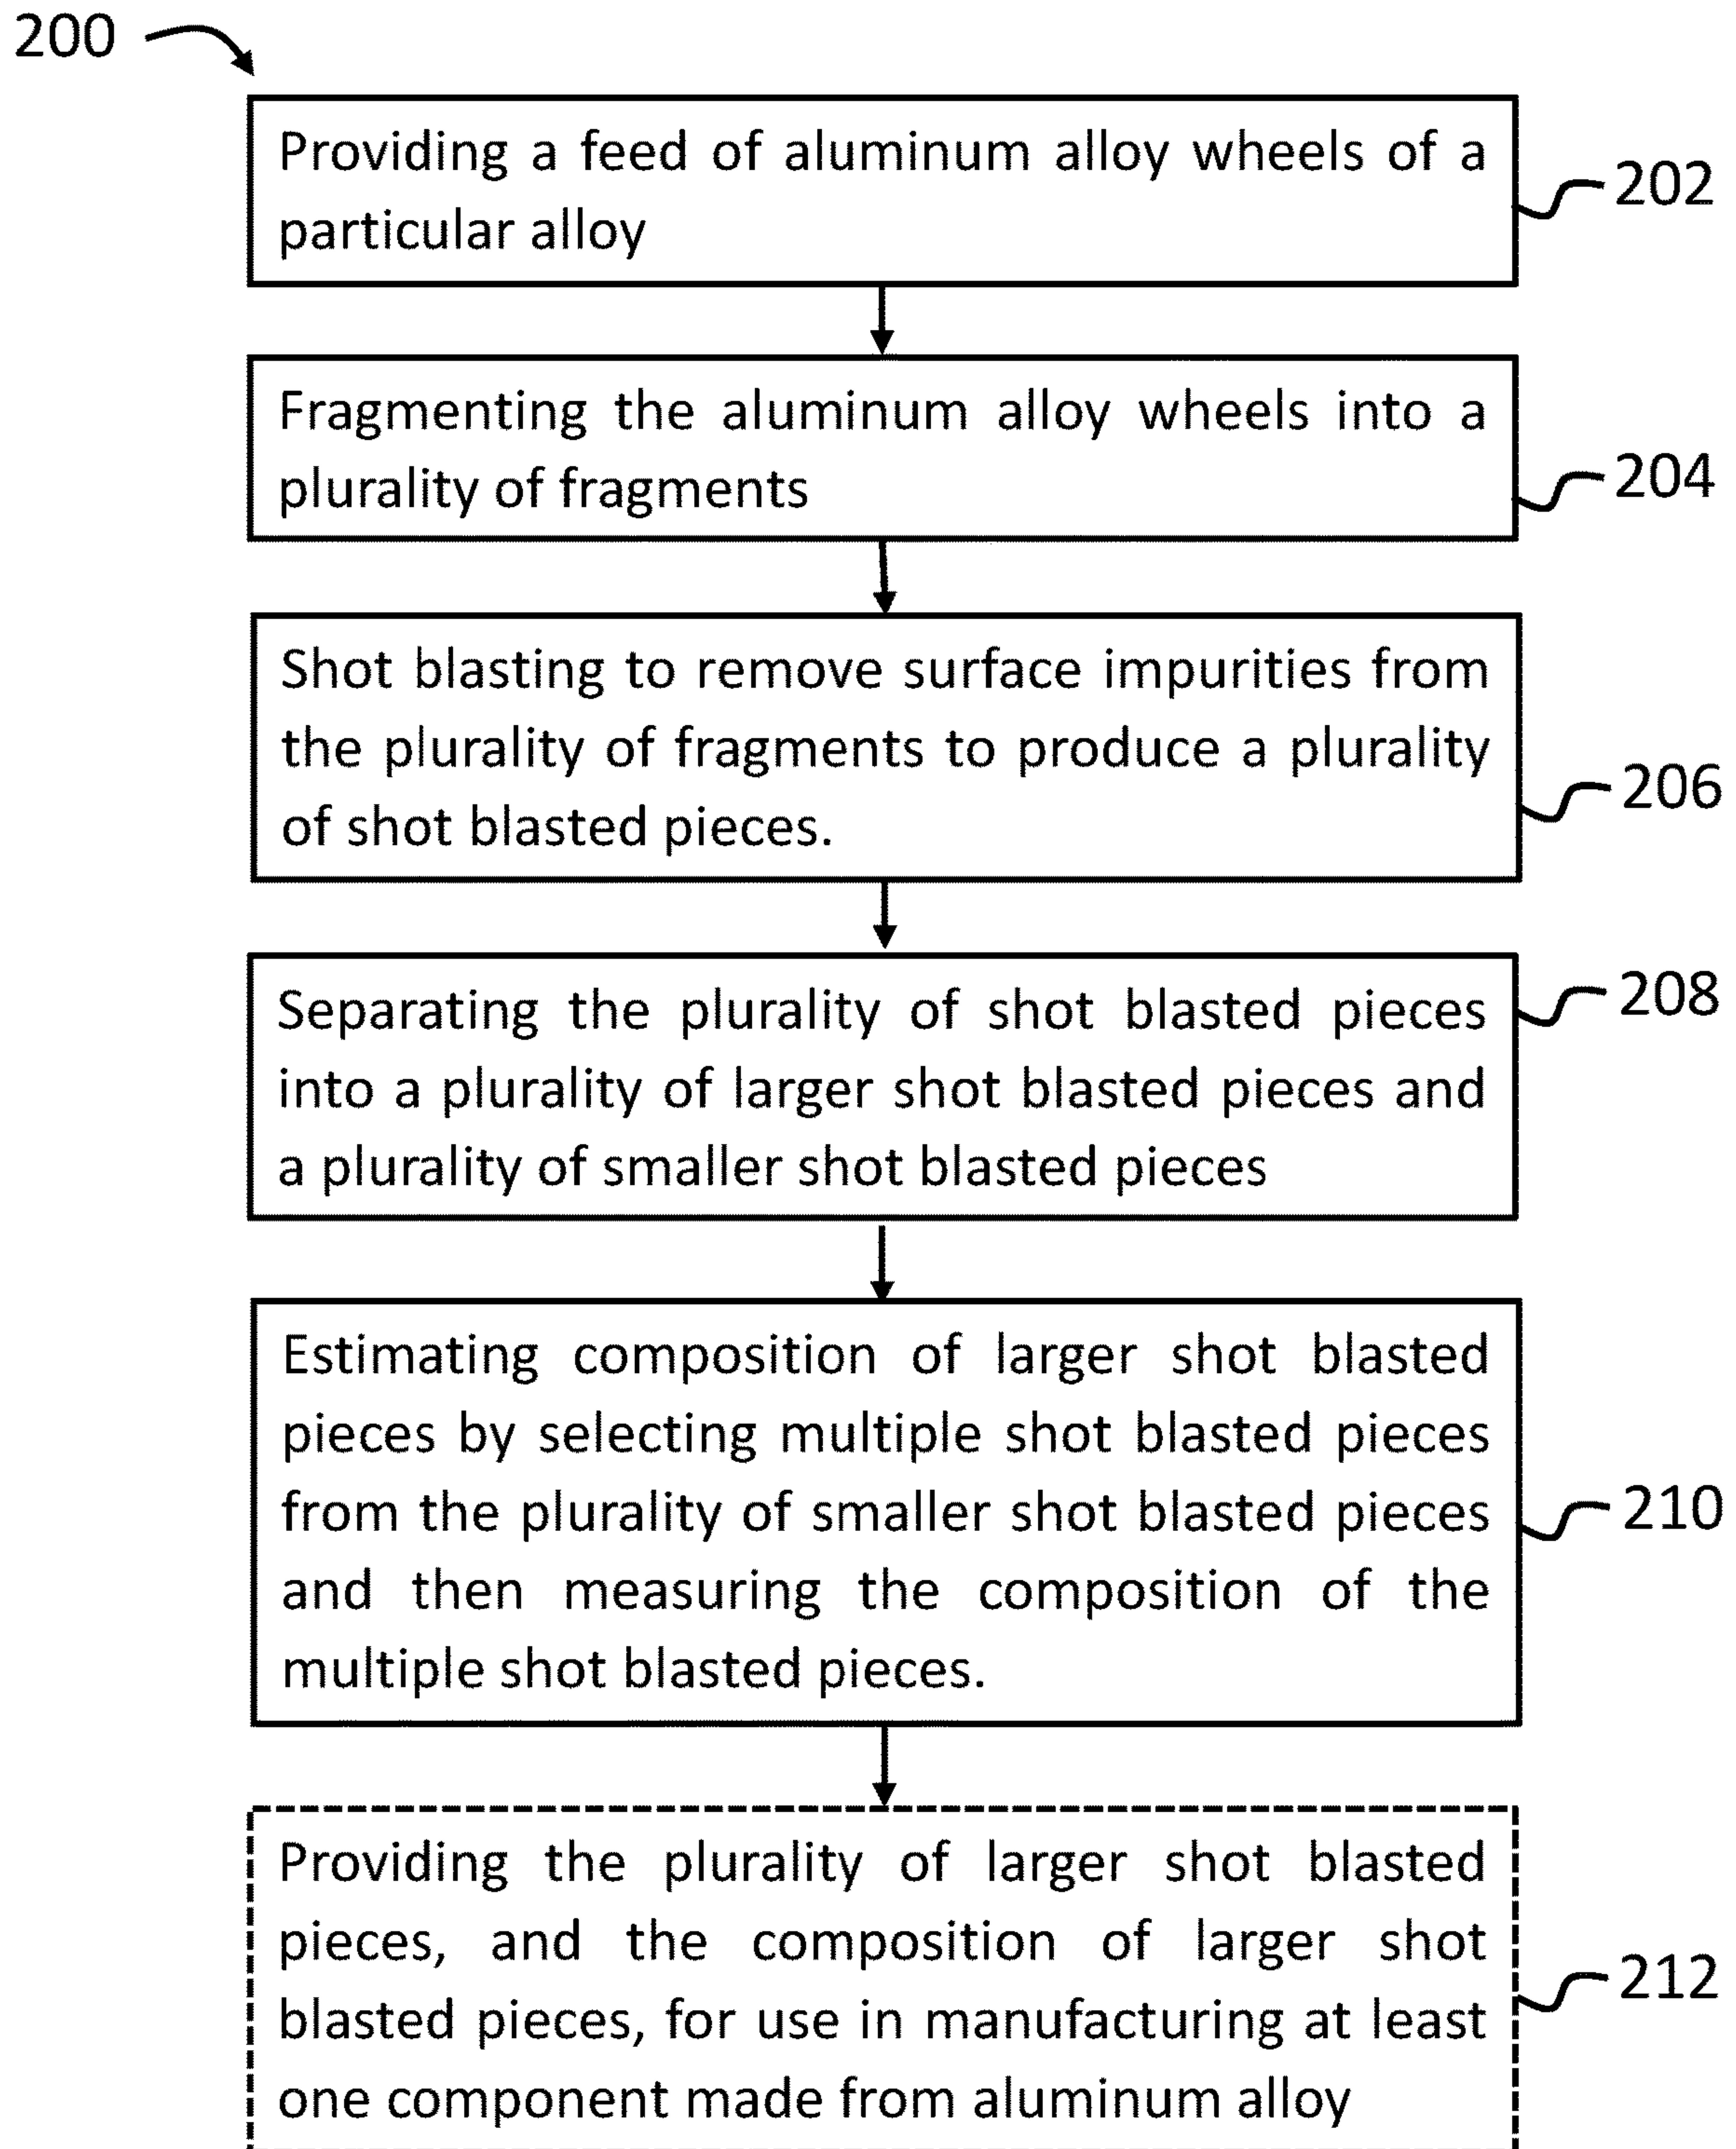 200
Providing a feed of aluminum alloy wheels of a
particular alloy
202
Fragmenting the aluminum alloy wheels into a
plurality of fragments
204
Shot blasting to remove surface impurities from
the plurality of fragments to produce a plurality
of shot blasted pieces.
206
Separating the plurality of shot blasted pieces
into a plurality of larger shot blasted pieces and
a plurality of smaller shot blasted pieces
208
Estimating composition of larger shot blasted
pieces by selecting multiple shot blasted pieces
from the plurality of smaller shot blasted pieces
and then measuring the composition of the
multiple shot blasted pieces.
210
Providing the plurality of larger shot blasted
pieces, and the composition of larger shot
blasted pieces, for use in manufacturing at least
one component made from aluminum alloy
212